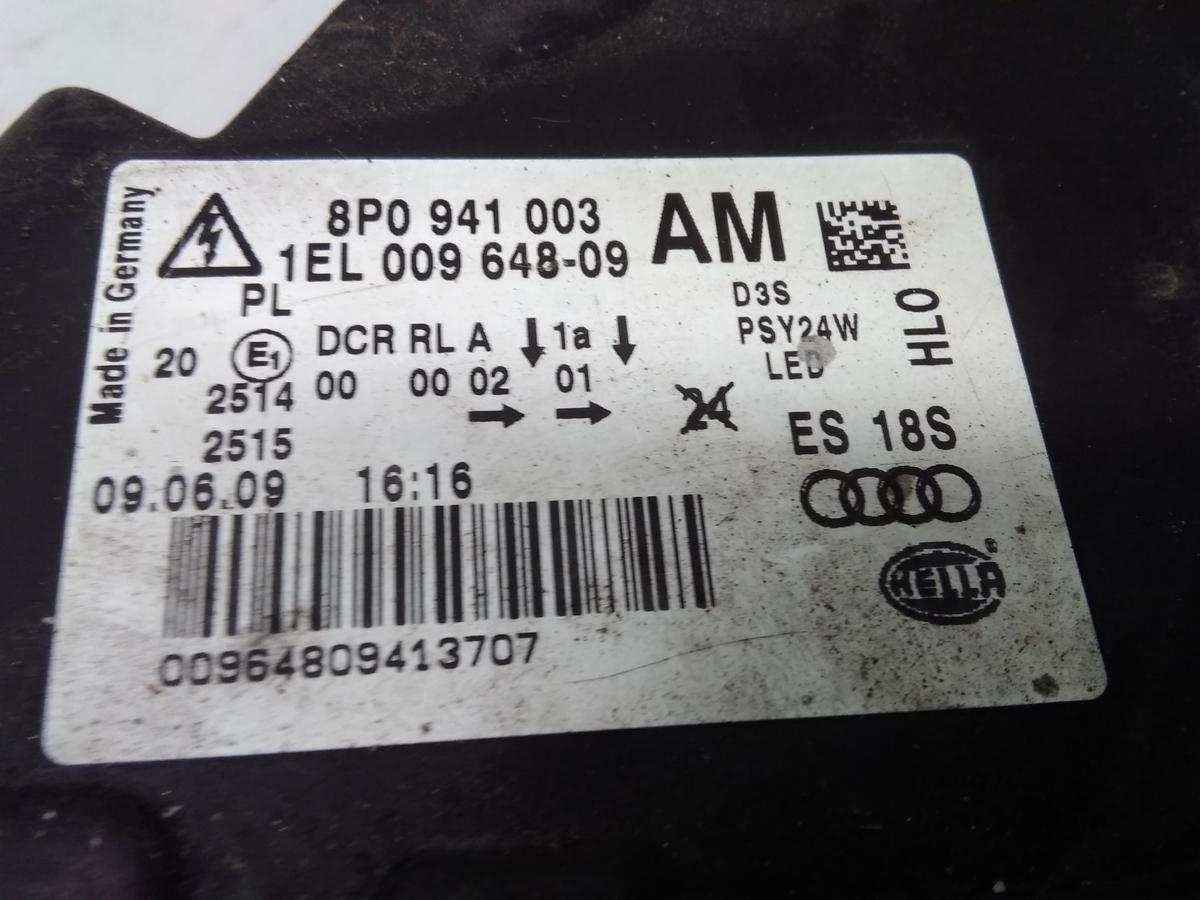 Made in Germany
8P0 941 003 AM
1EL 009 648-09
PL
20 E1 DCR RL A 1a
2514 00 00 02 01
2515
24
D3S
PSY24W
LED
HL0
ES 18S
09.06.09 16:16
00964809413707
HELLA®